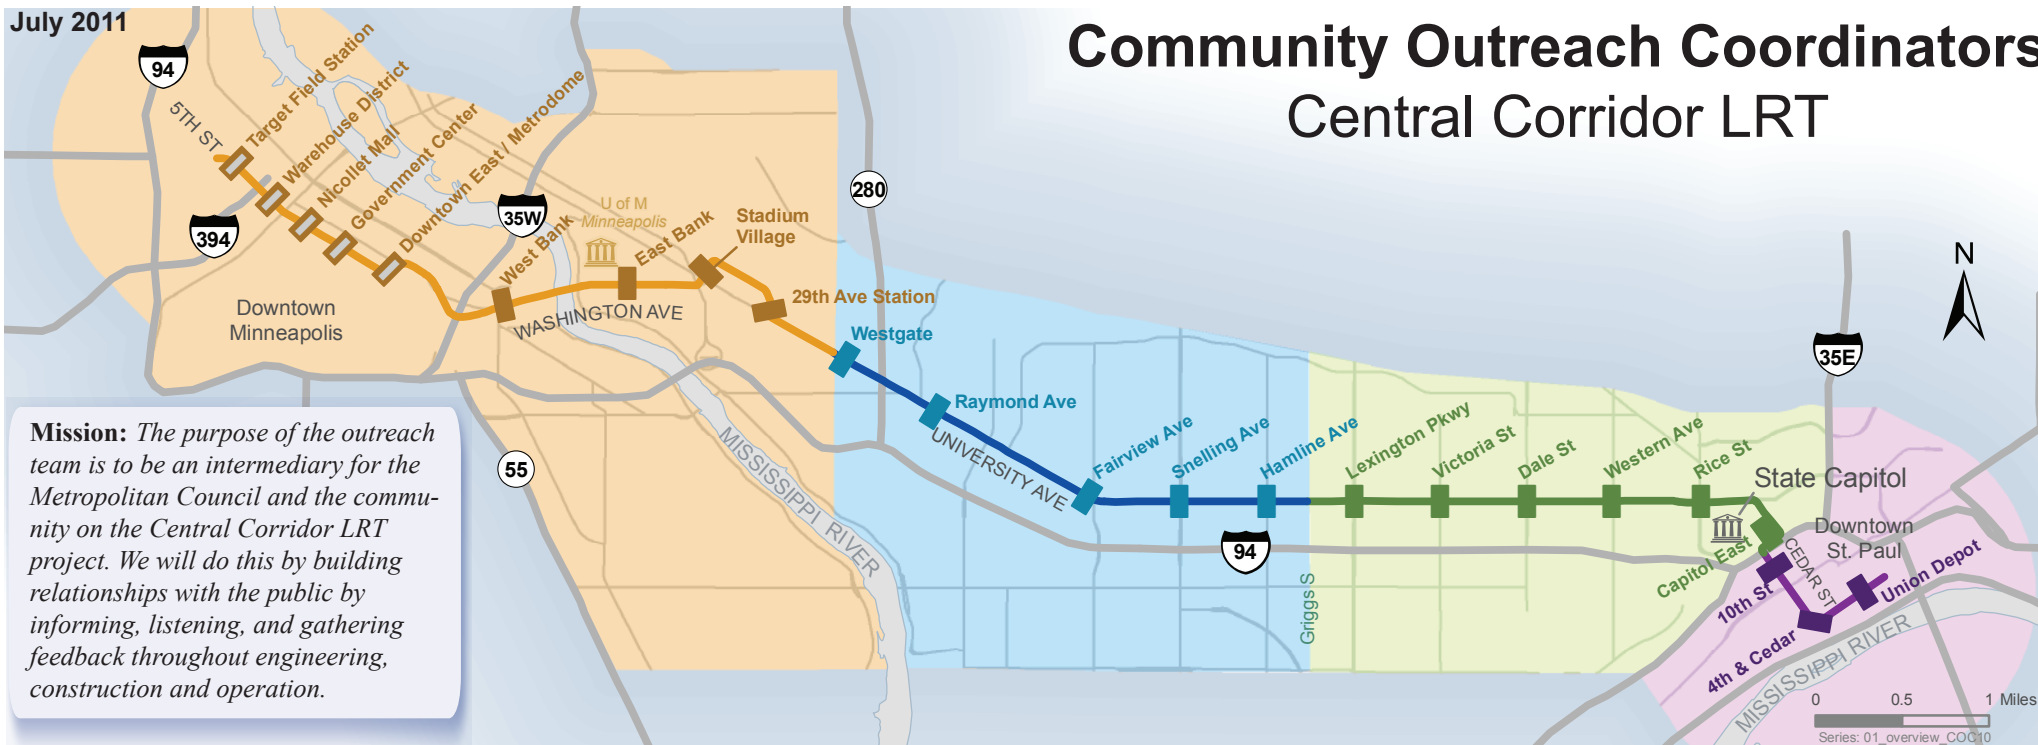 July 2011
Community Outreach Coordinators
Central Corridor LRT
94
5TH ST
Target Field Station
Warehouse District
Nicollet Mall
Government Center
Downtown East / Metrodome
394
35W
280
U of M
Minneapolis
West Bank
East Bank
Stadium
Village
29th Ave Station
WASHINGTON AVE
Downtown
Minneapolis
N
Westgate
Raymond Ave
UNIVERSITY AVE
Fairview Ave
Snelling Ave
Hamline Ave
Lexington Pkwy
Victoria St
Dale St
Western Ave
Rice St
35E
State Capitol
Downtown
St. Paul
Capitol East
CEDAR ST
10th St
Union Depot
4th & Cedar
MISSISSIPPI RIVER
MISSISSIPPI RIVER
55
94
Griggs S
Mission: The purpose of the outreach
team is to be an intermediary for the
Metropolitan Council and the commu-
nity on the Central Corridor LRT
project. We will do this by building
relationships with the public by
informing, listening, and gathering
feedback throughout engineering,
construction and operation.
0 0.5 1 Miles
Series: 01_overview_COC10